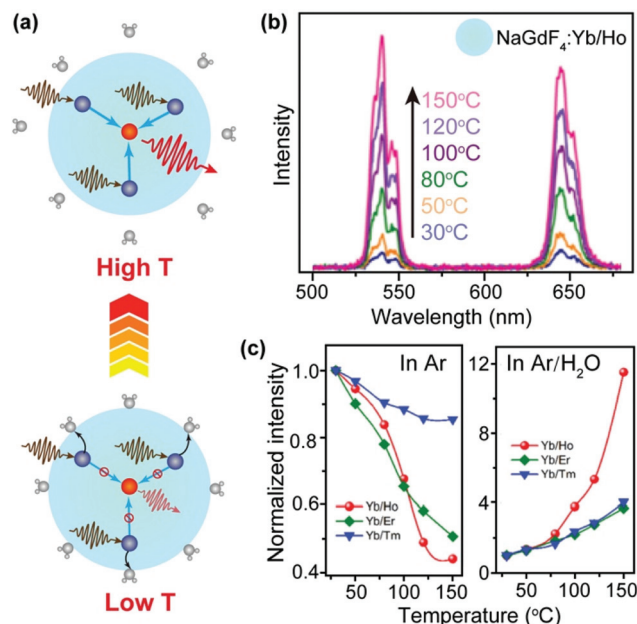 (a)
High T
Low T
(b)
NaGdF₄:Yb/Ho
150°C
120°C
100°C
80°C
50°C
30°C
Intensity
500 550 600 650
Wavelength (nm)
(c)
In Ar
In Ar/H₂O
Normalized intensity
1.0
0.8
0.6
0.4
Yb/Ho
Yb/Er
Yb/Tm
50 100 150
12
8
4
0
Yb/Ho
Yb/Er
Yb/Tm
50 100 150
Temperature (°C)